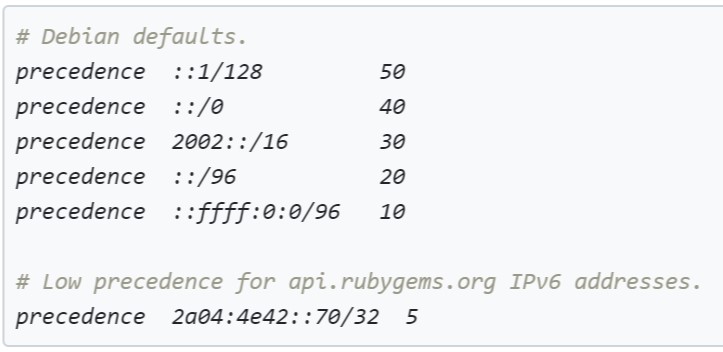 # Debian defaults.
precedence  ::1/128          50
precedence  ::/0             40
precedence  2002::/16        30
precedence  ::/96            20
precedence  ::ffff:0:0/96    10

# Low precedence for api.rubygems.org IPv6 addresses.
precedence  2a04:4e42::70/32  5